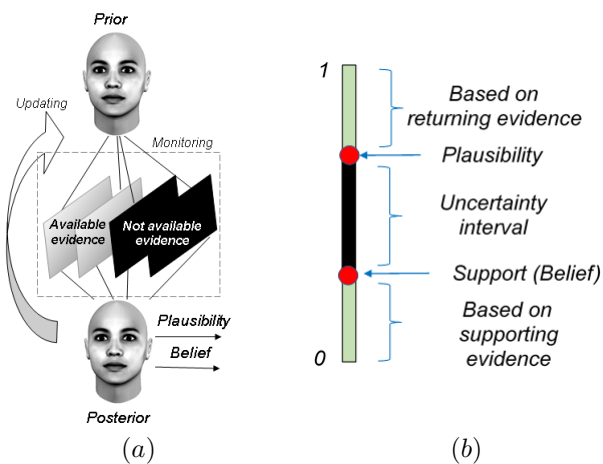 Prior
Updating
Monitoring
Available
evidence
Not available
evidence
Plausibility
Belief
Posterior
(a)
1
Based on
returning evidence
Plausibility
Uncertainty
interval
Support (Belief)
Based on
supporting
evidence
0
(b)